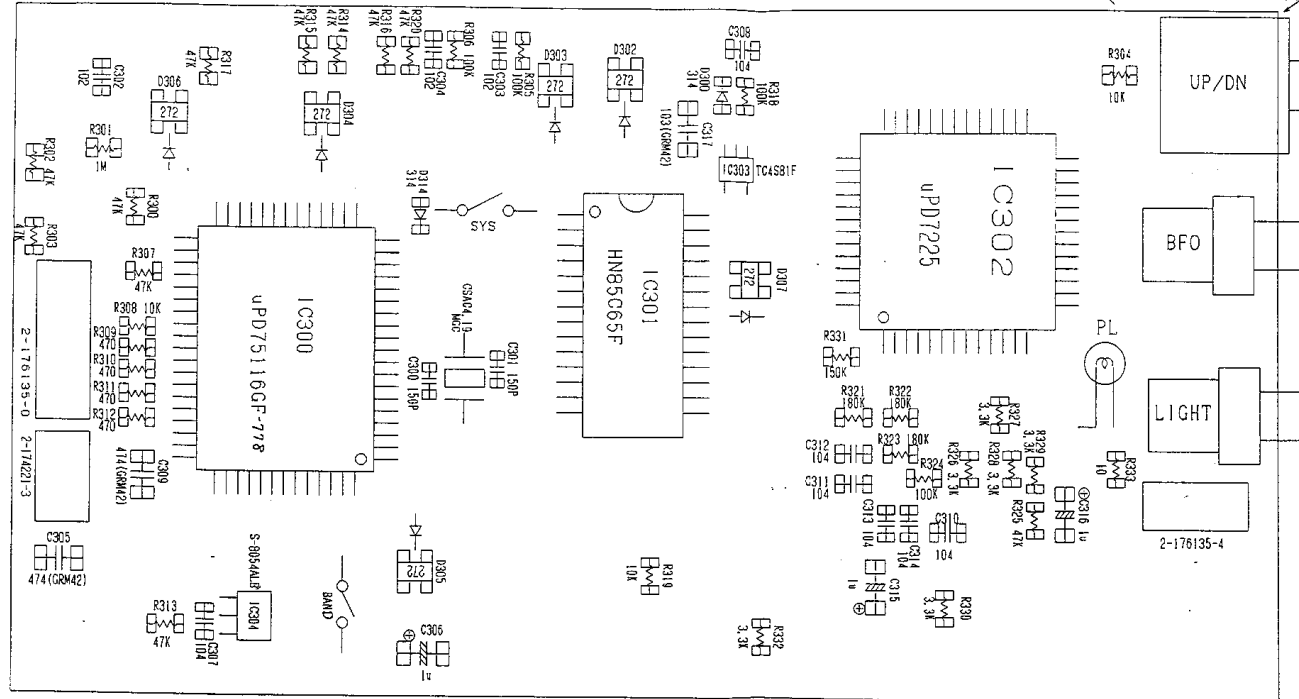 R315
47K
R314
47K
R316
47K
R320
47K
R306 100K
C304
102
C303
102
R305
100K
D303
272
D302
272
C308
104
D300
314
R318
100K
C317
103(GRM42)
R304
10K
UP/DN
C302
102
R317
47K
D306
272
D304
272
R301
1M
R302 47K
IC303
TC4S81F
R300
47K
R303
47K
D314
314
SYS
IC302
uPD7225
BFO
R307
47K
R308 10K
R309
470
R310
470
R311
470
R312
470
2-176135-0
IC300
uPD75116GF-778
CSAC4.19
MGC
C300 150P
C301 150P
IC301
HN85C65F
D307
272
PL
LIGHT
R331
150K
R321
180K
R322
180K
R323 180K
R324
100K
C312
104
C311
104
R327
3.3K
R326 3.3K
R328 3.3K
R329
3.3K
R325 47K
C316
1u
R333
10
2-176135-4
2-174221-3
C309
474(GRM42)
C305
474(GRM42)
C313 104
C314
104
C310
104
C315
1u
R330
3.3K
R332
3.3K
R319
10K
S-8054ALB
IC304
R313
47K
C307
104
BAND
D305
272
C306
1u